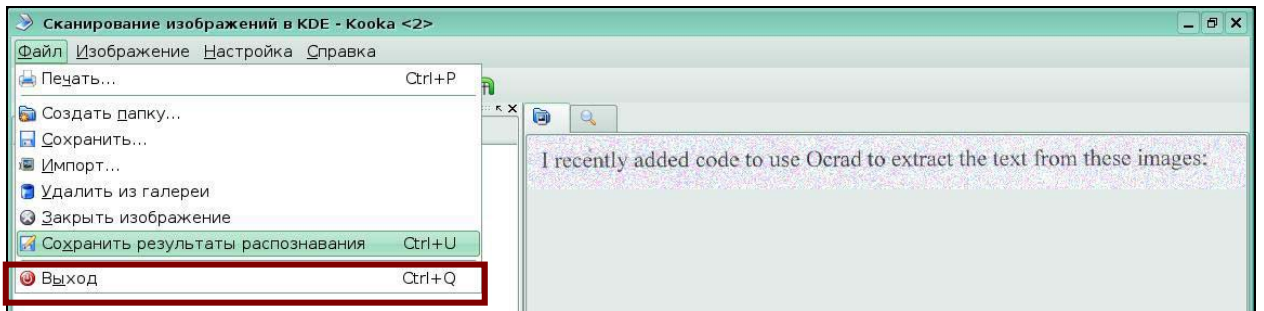 Сканирование изображений в KDE - Kooka <2>
Файл Изображение Настройка Справка
Печать... Ctrl+P
Создать папку...
Сохранить...
Импорт...
Удалить из галереи
Закрыть изображение
Сохранить результаты распознавания Ctrl+U
Выход Ctrl+Q
I recently added code to use Ocrad to extract the text from these images: